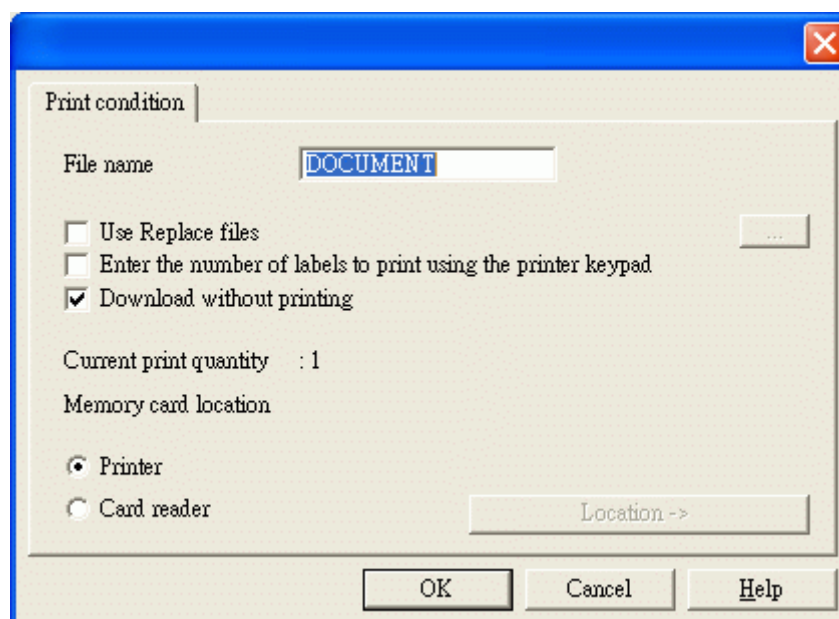 Print condition
File name DOCUMENT
Use Replace files ...
Enter the number of labels to print using the printer keypad
Download without printing
Current print quantity : 1
Memory card location
Printer
Card reader Location ->
OK Cancel Help